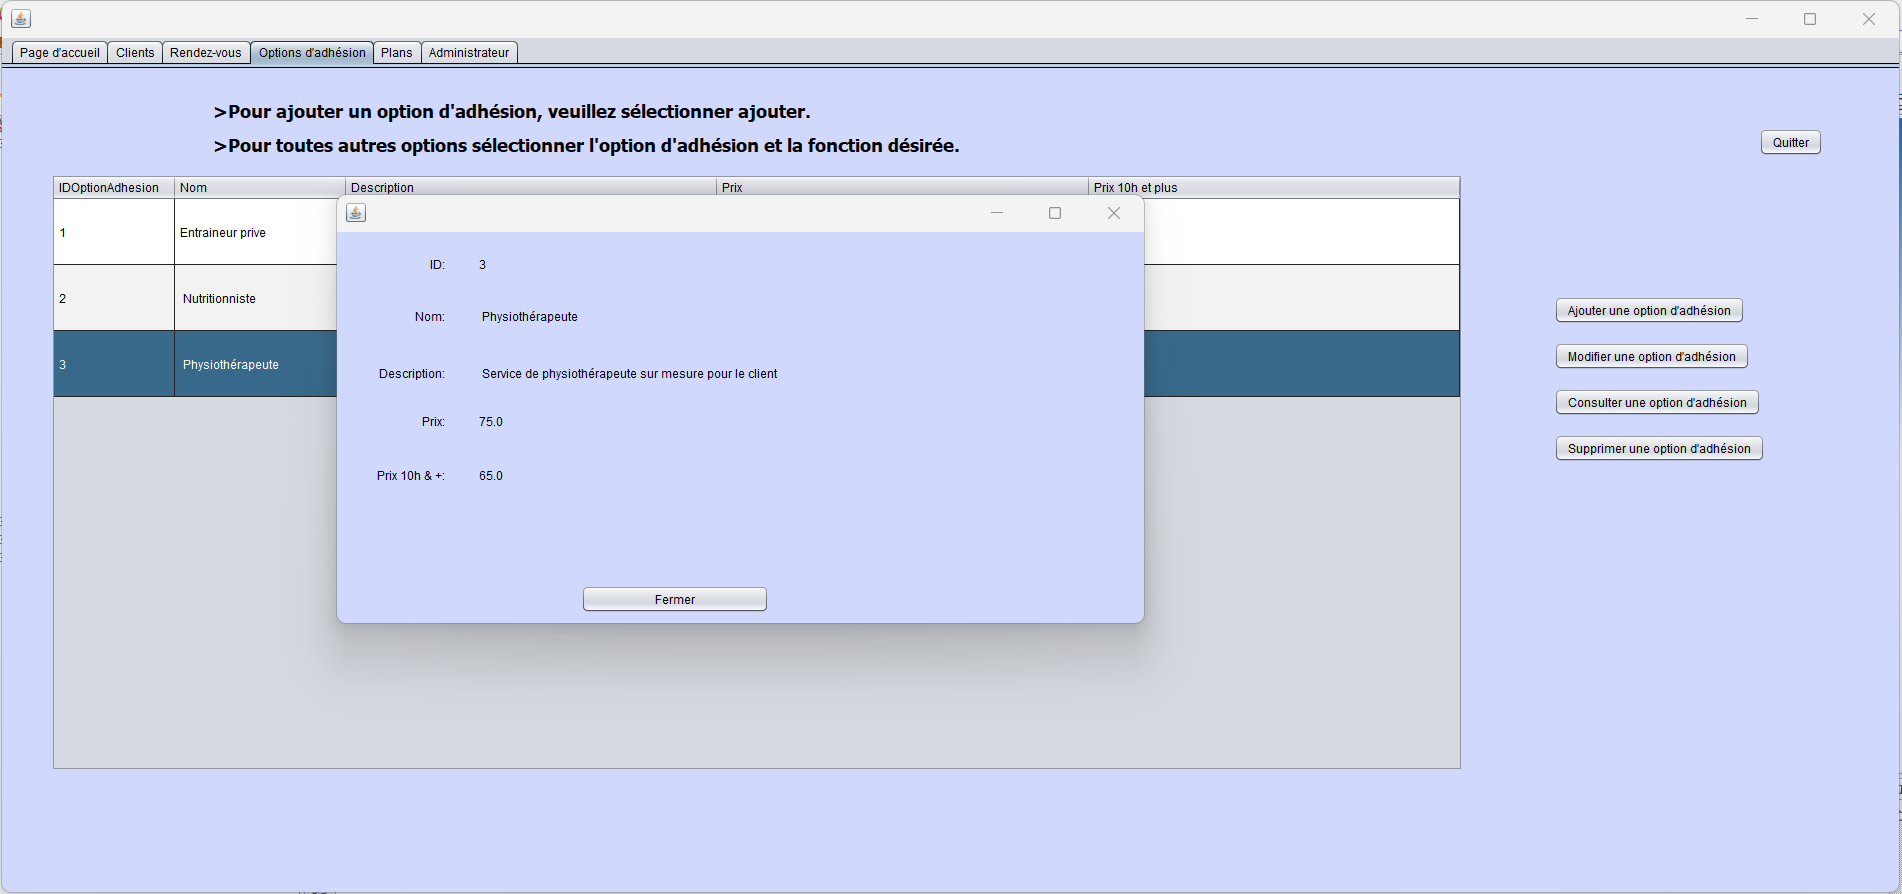 Page d'accueil Clients Rendez-vous Options d'adhésion Plans Administrateur
>Pour ajouter un option d'adhésion, veuillez sélectionner ajouter.
>Pour toutes autres options sélectionner l'option d'adhésion et la fonction désirée.
Quitter
IDOptionAdhesion Nom Description Prix Prix 10h et plus
1 Entraineur prive
2 Nutritionniste
3 Physiothérapeute
ID: 3
Nom: Physiothérapeute
Description: Service de physiothérapeute sur mesure pour le client
Prix: 75.0
Prix 10h & +: 65.0
Fermer
Ajouter une option d'adhésion
Modifier une option d'adhésion
Consulter une option d'adhésion
Supprimer une option d'adhésion